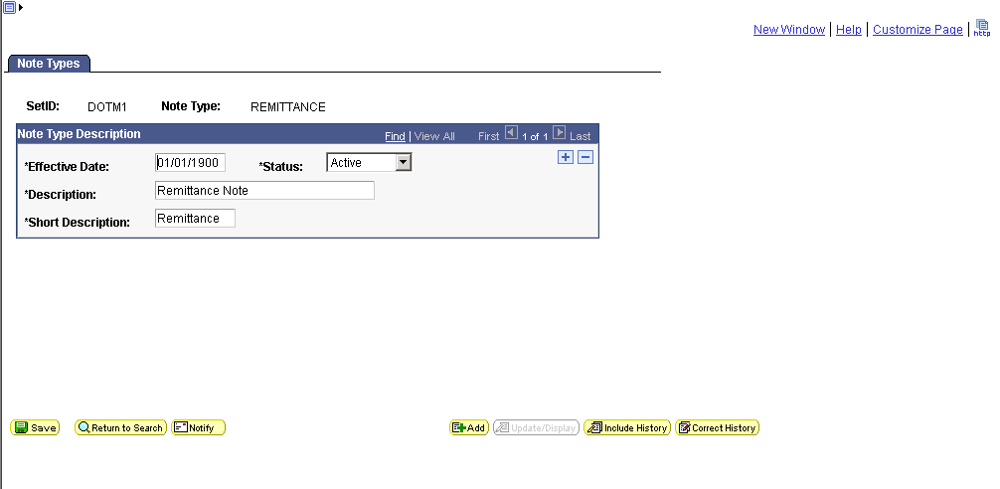 New Window | Help | Customize Page | http
Note Types
SetID: DOTM1 Note Type: REMITTANCE
Note Type Description Find | View All First 1 of 1 Last
*Effective Date: 01/01/1900 *Status: Active
*Description: Remittance Note
*Short Description: Remittance
Save Return to Search Notify Add Update/Display Include History Correct History